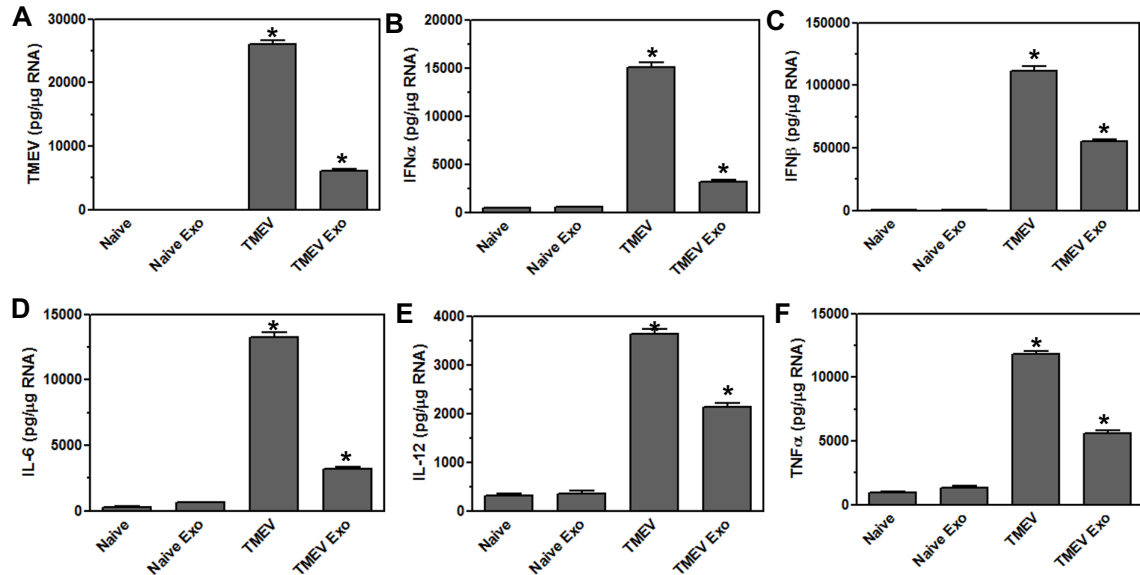 A
TMEV (pg/µg RNA)
30000
20000
10000
0
*
*
Naive
Naive Exo
TMEV
TMEV Exo
B
IFNα (pg/µg RNA)
20000
15000
10000
5000
0
*
*
Naive
Naive Exo
TMEV
TMEV Exo
C
IFNβ (pg/µg RNA)
150000
100000
50000
0
*
*
Naive
Naive Exo
TMEV
TMEV Exo
D
IL-6 (pg/µg RNA)
15000
10000
5000
0
*
*
Naive
Naive Exo
TMEV
TMEV Exo
E
IL-12 (pg/µg RNA)
4000
3000
2000
1000
0
*
*
Naive
Naive Exo
TMEV
TMEV Exo
F
TNFα (pg/µg RNA)
15000
10000
5000
0
*
*
Naive
Naive Exo
TMEV
TMEV Exo